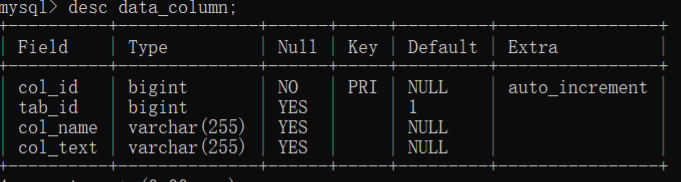 mysql> desc data_column;
+----------+--------------+------+-----+---------+----------------+
| Field    | Type         | Null | Key | Default | Extra          |
+----------+--------------+------+-----+---------+----------------+
| col_id   | bigint       | NO   | PRI | NULL    | auto_increment |
| tab_id   | bigint       | YES  |     | 1       |                |
| col_name | varchar(255) | YES  |     | NULL    |                |
| col_text | varchar(255) | YES  |     | NULL    |                |
+----------+--------------+------+-----+---------+----------------+